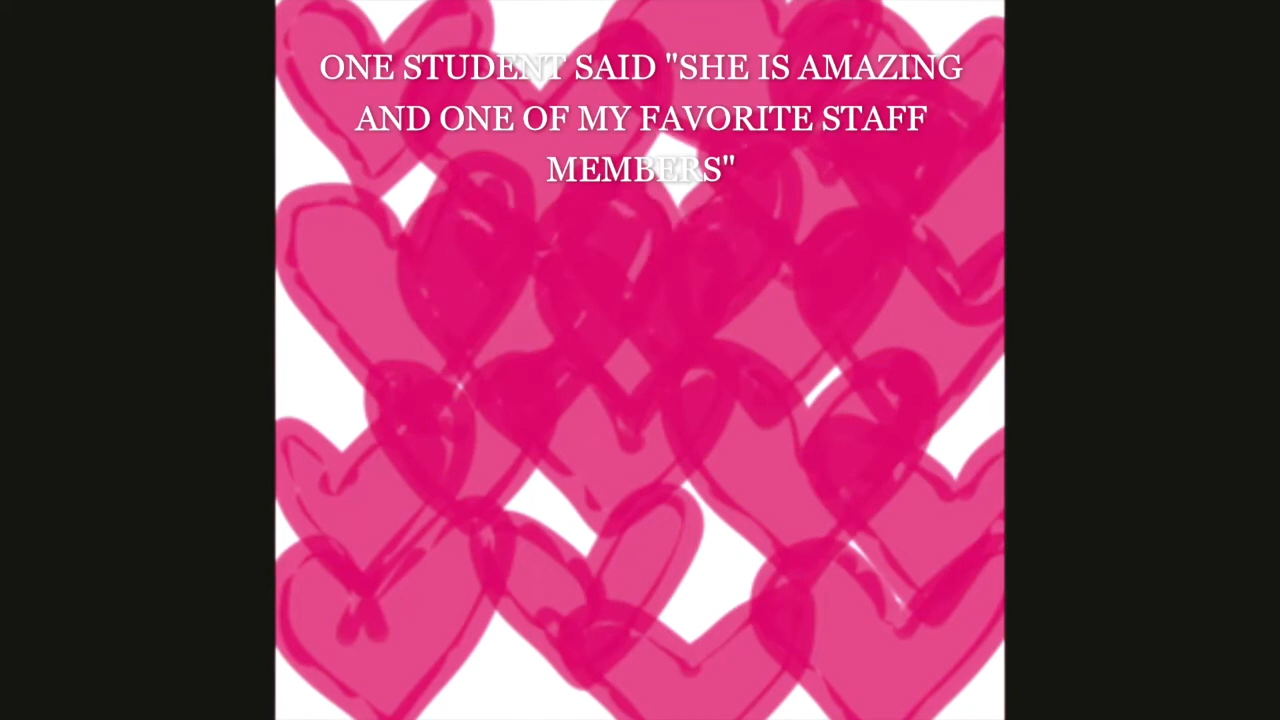 ONE STUDENT SAID "SHE IS AMAZING
AND ONE OF MY FAVORITE STAFF
MEMBERS"